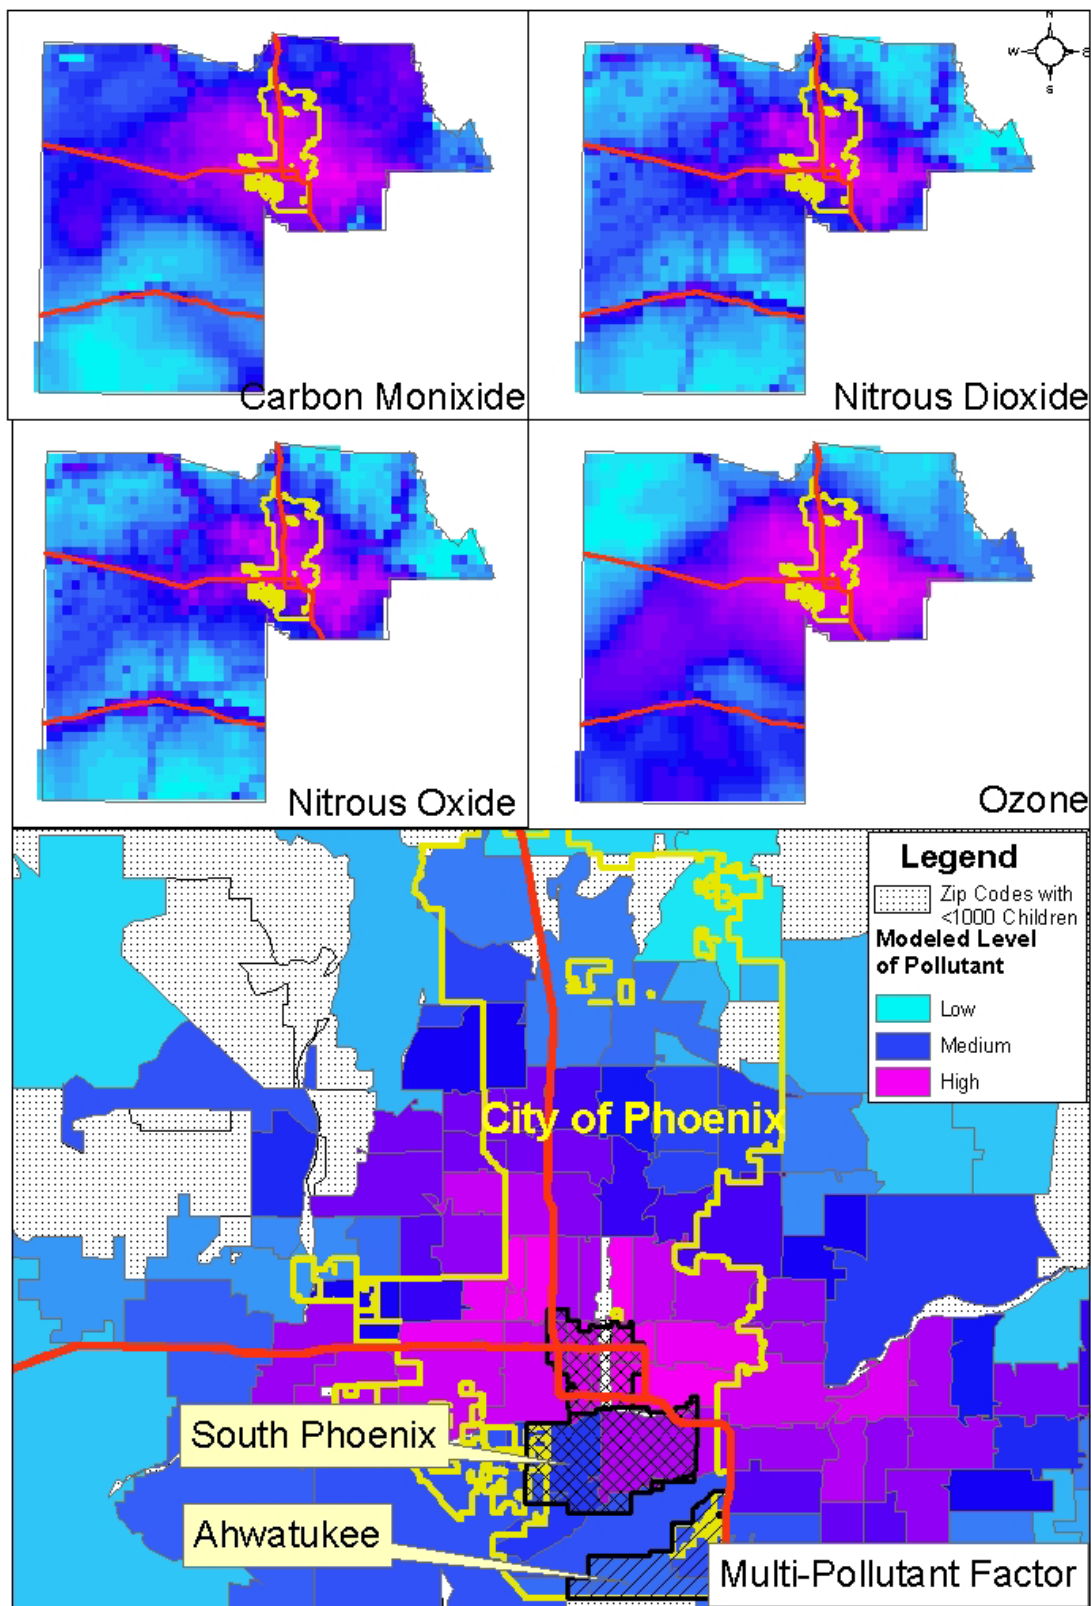 N
W E
S
Carbon Monixide
Nitrous Dioxide
Nitrous Oxide
Ozone
Legend
Zip Codes with
<1000 Children
Modeled Level
of Pollutant
Low
Medium
High
City of Phoenix
South Phoenix
Ahwatukee
Multi-Pollutant Factor